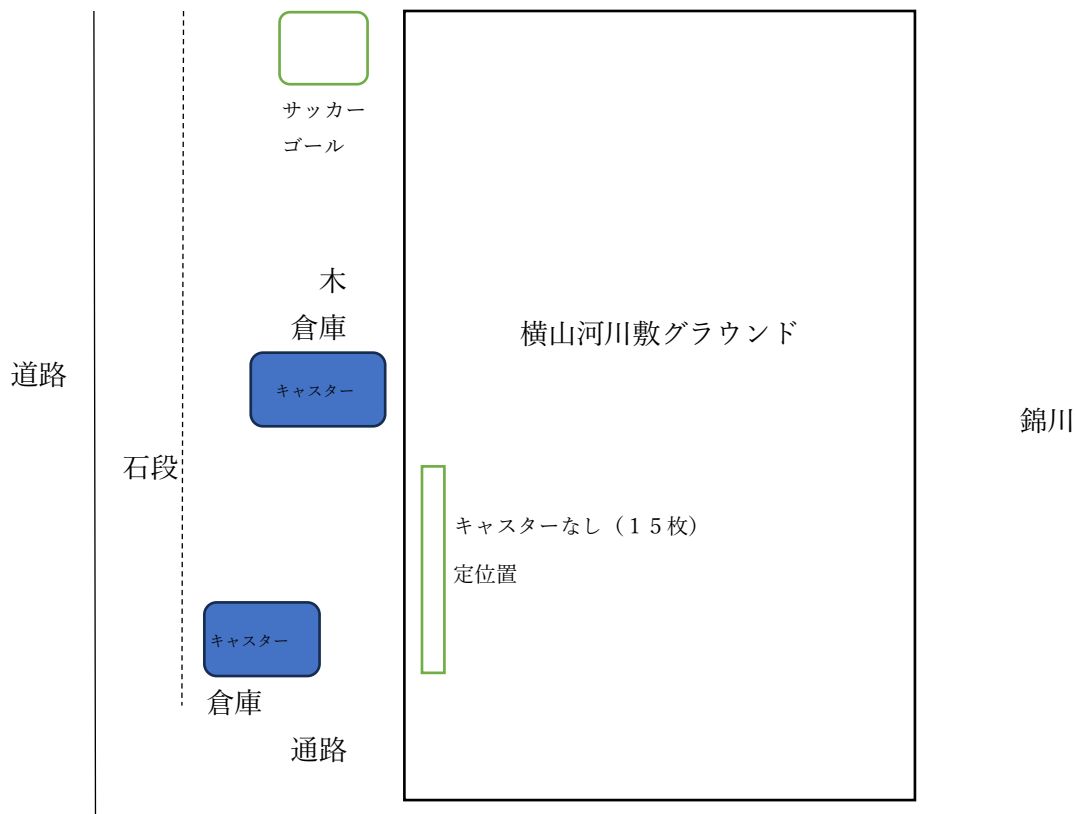 サッカー
ゴール
木
倉庫
横山河川敷グラウンド
道路
キャスター
錦川
石段
キャスターなし（１５枚）
定位置
キャスター
倉庫
通路